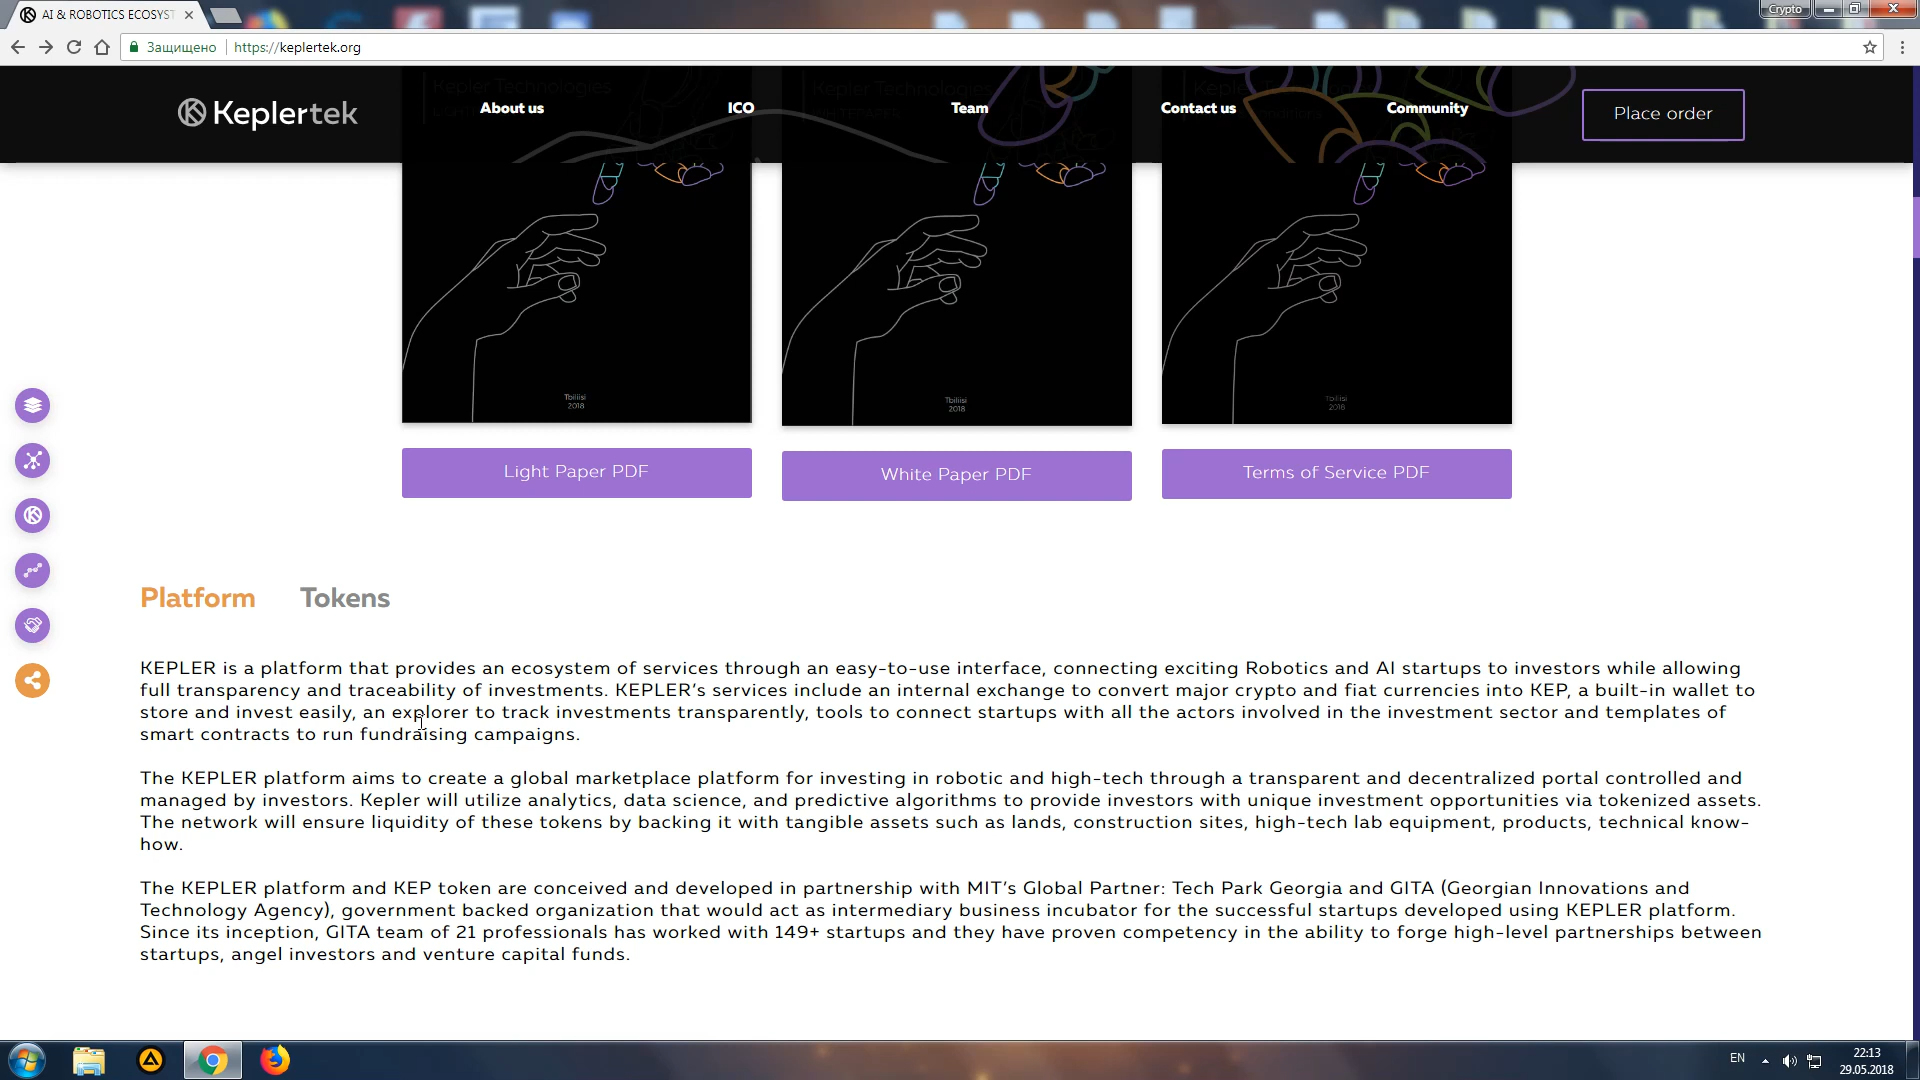 AI & ROBOTICS ECOSYST
Crypto
Защищено
https://keplertek.org
Keplertek
About us
ICO
Team
Contact us
Community
Place order
Kepler Technologies
Tbilisi
2018
Tbilisi
2018
Tbilisi
2018
Light Paper PDF
White Paper PDF
Terms of Service PDF
Platform
Tokens
KEPLER is a platform that provides an ecosystem of services through an easy-to-use interface, connecting exciting Robotics and AI startups to investors while allowing
full transparency and traceability of investments. KEPLER's services include an internal exchange to convert major crypto and fiat currencies into KEP, a built-in wallet to
store and invest easily, an explorer to track investments transparently, tools to connect startups with all the actors involved in the investment sector and templates of
smart contracts to run fundraising campaigns.
The KEPLER platform aims to create a global marketplace platform for investing in robotic and high-tech through a transparent and decentralized portal controlled and
managed by investors. Kepler will utilize analytics, data science, and predictive algorithms to provide investors with unique investment opportunities via tokenized assets.
The network will ensure liquidity of these tokens by backing it with tangible assets such as lands, construction sites, high-tech lab equipment, products, technical know-
how.
The KEPLER platform and KEP token are conceived and developed in partnership with MIT's Global Partner: Tech Park Georgia and GITA (Georgian Innovations and
Technology Agency), government backed organization that would act as intermediary business incubator for the successful startups developed using KEPLER platform.
Since its inception, GITA team of 21 professionals has worked with 149+ startups and they have proven competency in the ability to forge high-level partnerships between
startups, angel investors and venture capital funds.
EN
22:13
29.05.2018